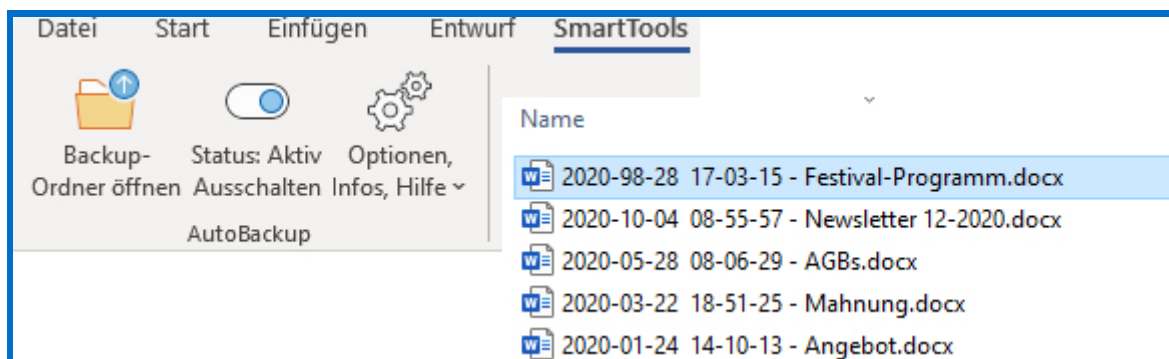 Datei Start Einfügen Entwurf SmartTools
Backup- Status: Aktiv Optionen,
Ordner öffnen Ausschalten Infos, Hilfe
AutoBackup
Name
2020-98-28 17-03-15 - Festival-Programm.docx
2020-10-04 08-55-57 - Newsletter 12-2020.docx
2020-05-28 08-06-29 - AGBs.docx
2020-03-22 18-51-25 - Mahnung.docx
2020-01-24 14-10-13 - Angebot.docx